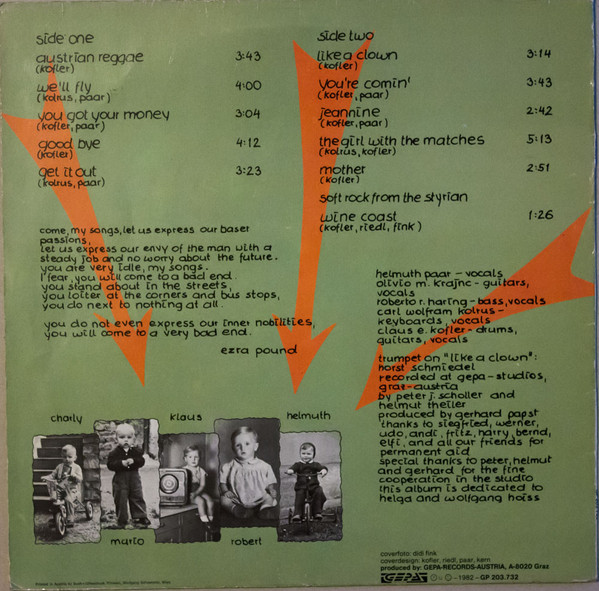 side one
austrian reggae 3:43
(kofler)
we'll fly 4:00
(kolrus, paar)
you got your money 3:04
(kofler, paar)
good bye 4:12
(kofler)
get it out 3:23
(kolrus, paar)
side two
like a clown 3:14
(kofler)
you're comin' 3:43
(kofler, paar)
jeannine 2:42
(kofler, paar)
the girl with the matches 5:13
(kolrus, kofler)
mother 2:51
(kofler)
soft rock from the styrian
wine coast 1:26
(kofler, riedl, fink)
come, my songs, let us express our baser
passions,
let us express our envy of the man with a
steady job and no worry about the future.
you are very idle, my songs.
i fear, you will come to a bad end.
you stand about in the streets,
you loiter at the corners and bus stops,
you do next to nothing at all.
you do not even express our inner nobilities,
you will come to a very bad end.
ezra pound
helmuth paar - vocals
olivio m. krajnc - guitars,
vocals
roberto r. haring - bass, vocals
carl wolfram kolrus -
keyboards, vocals
claus e. kofler - drums,
guitars, vocals
trumpet on "like a clown":
horst schmiedel
recorded at gepa-studios,
graz-austria
by peter j. scholler and
helmut theiler
produced by gerhard papst
thanks to siegfried, werner,
udo, andi, fritz, harry, bernd,
elfi, and all our friends for
permanent aid
special thanks to peter, helmut
and gerhard for the fine
cooperation in the studio
this album is dedicated to
helga and wolfgang hoiss
charly klaus helmuth
mario robert
coverfoto: didi fink
coverdesign: kofler, riedl, paar, kern
produced by: GEPA-RECORDS-AUSTRIA, A-8020 Graz
GEPA ℗ © - 1982 - GP 203.732